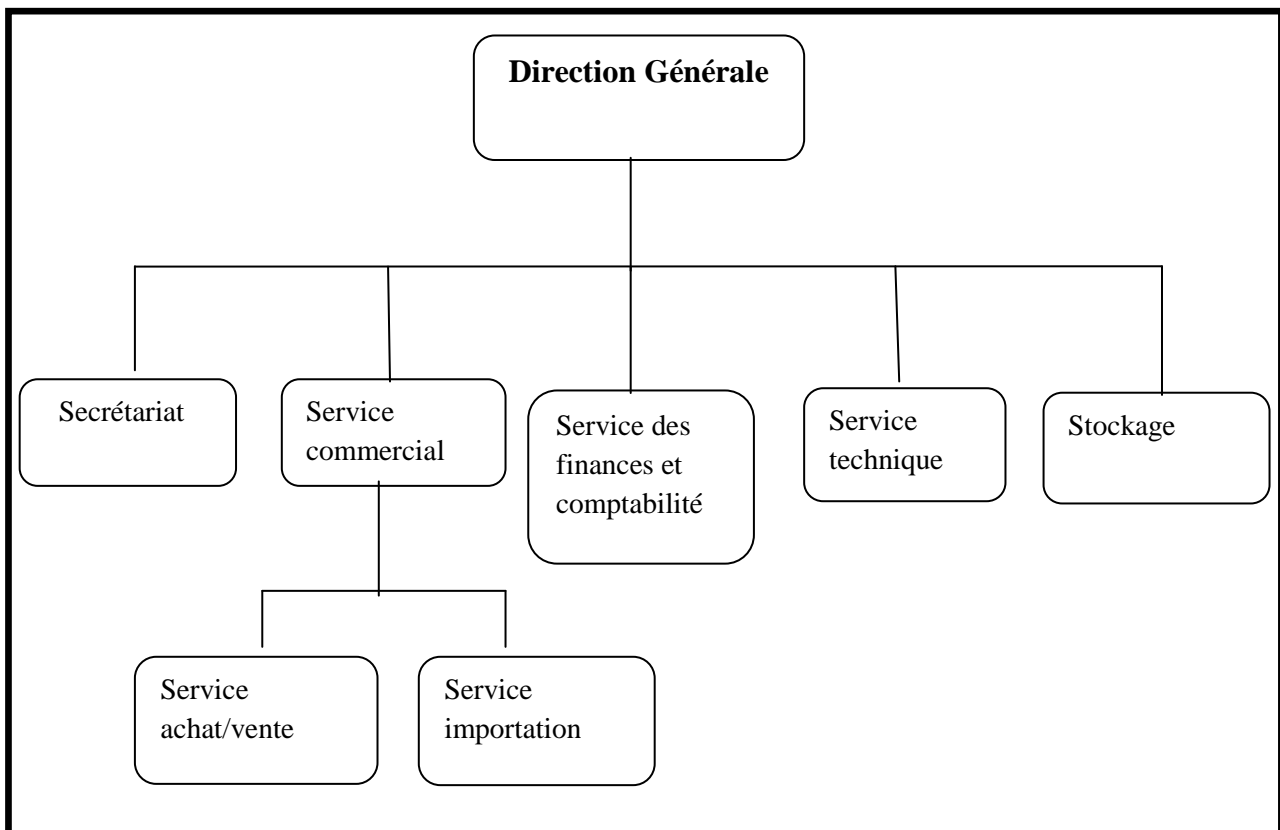 Direction Générale
Secrétariat
Service
commercial
Service des
finances et
comptabilité
Service
technique
Stockage
Service
achat/vente
Service
importation